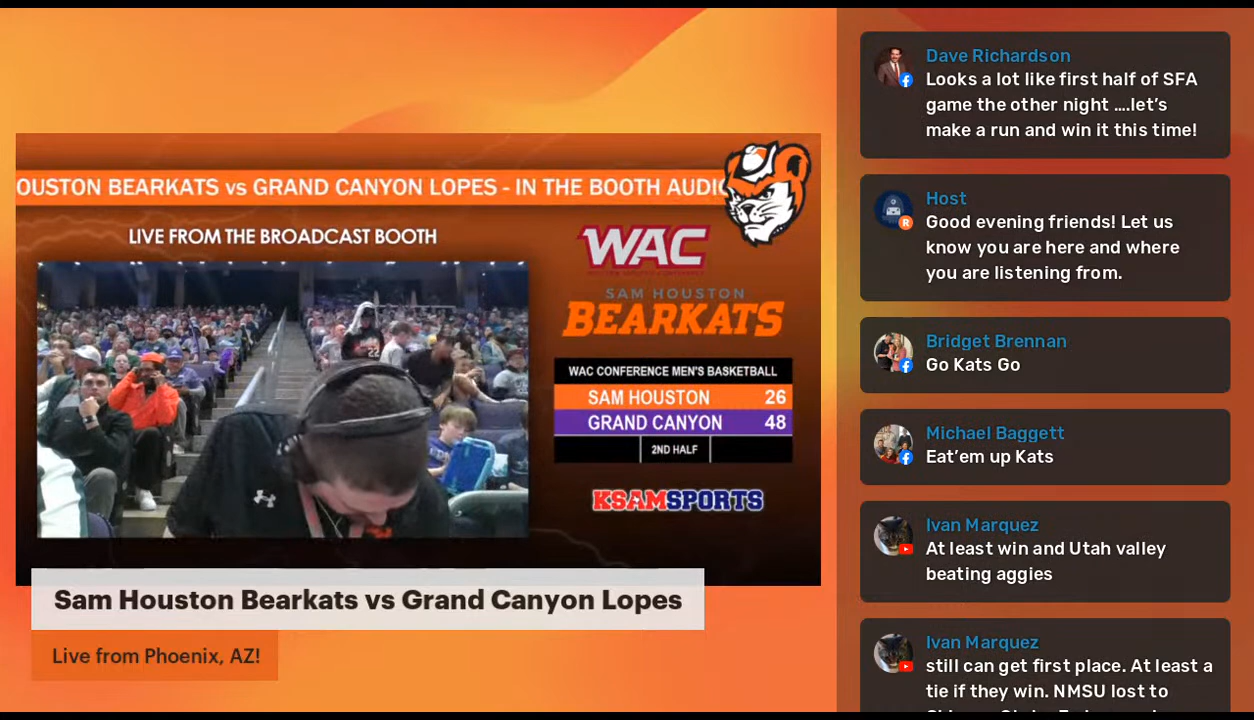 OUSTON BEARKATS vs GRAND CANYON LOPES - IN THE BOOTH AUDIO
LIVE FROM THE BROADCAST BOOTH
WAC
SAM HOUSTON
BEARKATS
WAC CONFERENCE MEN'S BASKETBALL
SAM HOUSTON 26
GRAND CANYON 48
2ND HALF
KSAMSPORTS
22
Sam Houston Bearkats vs Grand Canyon Lopes
Live from Phoenix, AZ!
Dave Richardson
Looks a lot like first half of SFA
game the other night ....let's
make a run and win it this time!
Host
Good evening friends! Let us
know you are here and where
you are listening from.
Bridget Brennan
Go Kats Go
Michael Baggett
Eat'em up Kats
Ivan Marquez
At least win and Utah valley
beating aggies
Ivan Marquez
still can get first place. At least a
tie if they win. NMSU lost to